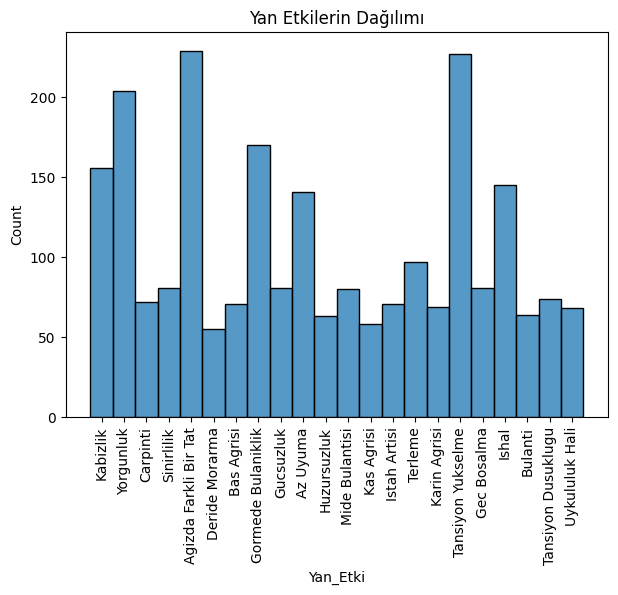 Yan Etkilerin Dağılımı
Count
200
150
100
50
0
Kabizlik
Yorgunluk
Carpinti
Sinirlilik
Agizda Farkli Bir Tat
Deride Morarma
Bas Agrisi
Gormede Bulaniklik
Gucsuzluk
Az Uyuma
Huzursuzluk
Mide Bulantisi
Kas Agrisi
Istah Artisi
Terleme
Karin Agrisi
Tansiyon Yukselme
Gec Bosalma
Ishal
Bulanti
Tansiyon Dusuklugu
Uykululuk Hali
Yan_Etki